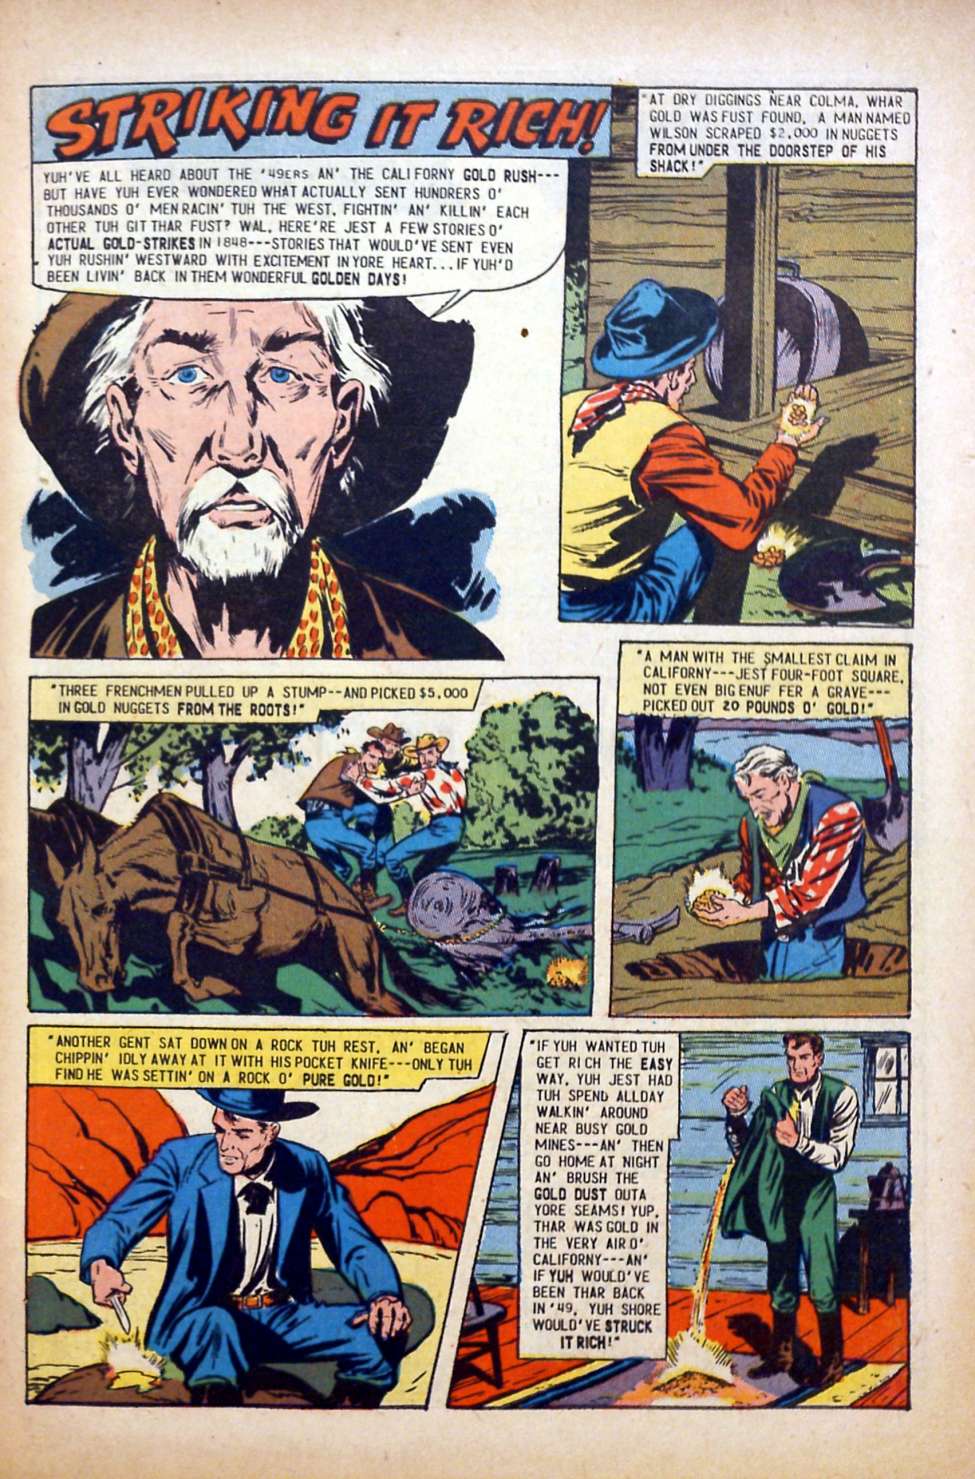 STRIKING IT RICH!
YUH'VE ALL HEARD ABOUT THE '49ERS AN' THE CALIFORNY GOLD RUSH---
BUT HAVE YUH EVER WONDERED WHAT ACTUALLY SENT HUNDRERS O'
THOUSANDS O' MEN RACIN' TUH THE WEST, FIGHTIN' AN' KILLIN' EACH
OTHER TUH GIT THAR FUST? WAL, HERE'RE JEST A FEW STORIES O'
ACTUAL GOLD-STRIKES IN 1848---STORIES THAT WOULD'VE SENT EVEN
YUH RUSHIN' WESTWARD WITH EXCITEMENT IN YORE HEART... IF YUH'D
BEEN LIVIN' BACK IN THEM WONDERFUL GOLDEN DAYS!
"AT DRY DIGGINGS NEAR COLMA, WHAR
GOLD WAS FUST FOUND, A MAN NAMED
WILSON SCRAPED $2,000 IN NUGGETS
FROM UNDER THE DOORSTEP OF HIS
SHACK!"
"THREE FRENCHMEN PULLED UP A STUMP--AND PICKED $5,000
IN GOLD NUGGETS FROM THE ROOTS!"
"A MAN WITH THE SMALLEST CLAIM IN
CALIFORNY---JEST FOUR-FOOT SQUARE,
NOT EVEN BIG ENUF FER A GRAVE---
PICKED OUT 20 POUNDS O' GOLD!"
"ANOTHER GENT SAT DOWN ON A ROCK TUH REST, AN' BEGAN
CHIPPIN' IDLY AWAY AT IT WITH HIS POCKET KNIFE---ONLY TUH
FIND HE WAS SETTIN' ON A ROCK O' PURE GOLD!"
"IF YUH WANTED TUH
GET RICH THE EASY
WAY, YUH JEST HAD
TUH SPEND ALLDAY
WALKIN' AROUND
NEAR BUSY GOLD
MINES---AN' THEN
GO HOME AT NIGHT
AN' BRUSH THE
GOLD DUST OUTA
YORE SEAMS! YUP,
THAR WAS GOLD IN
THE VERY AIR O'
CALIFORNY---AN'
IF YUH WOULD'VE
BEEN THAR BACK
IN '49, YUH SHORE
WOULD'VE STRUCK
IT RICH!"